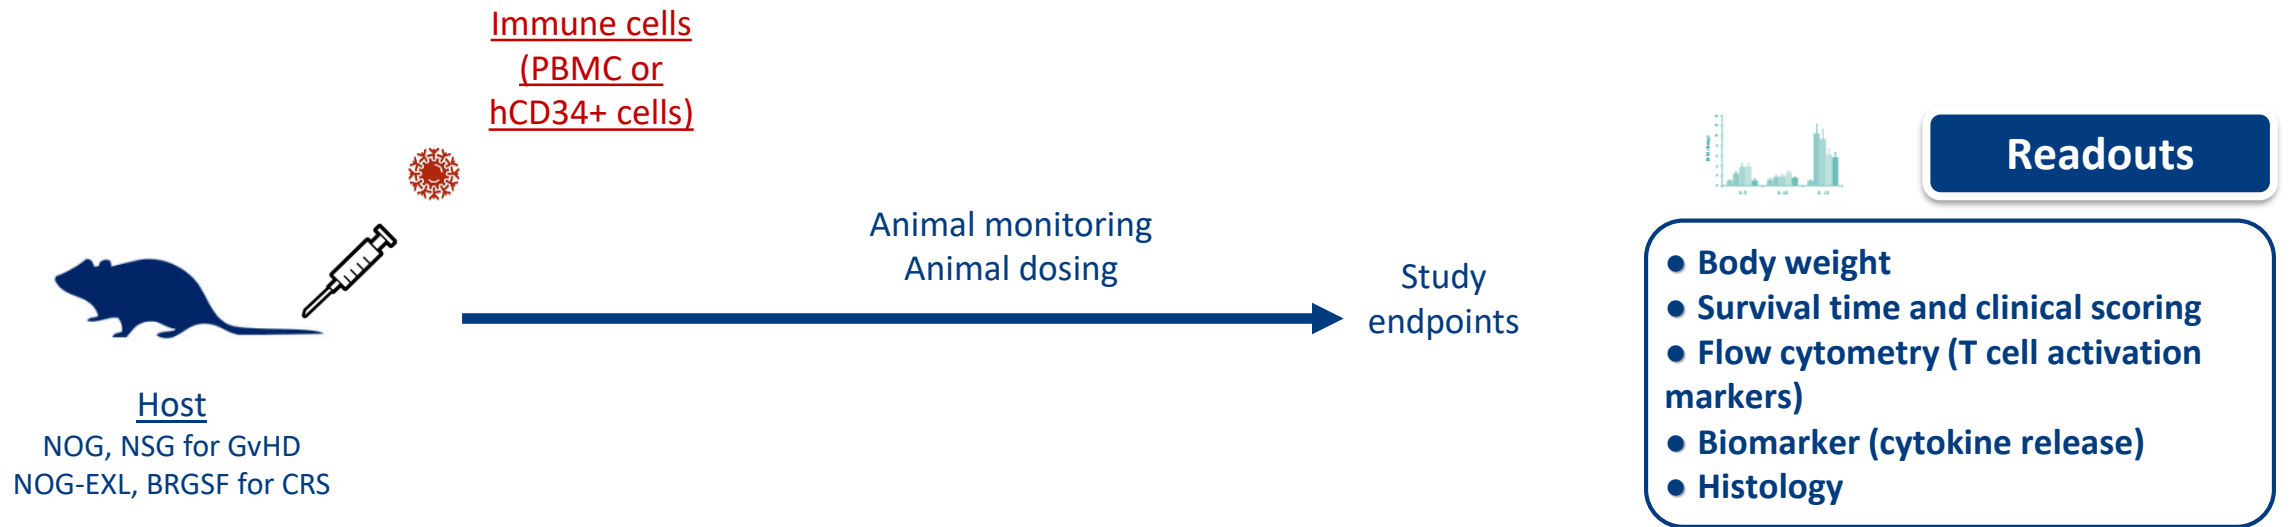 Immune cells
(PBMC or
hCD34+ cells)
Host
NOG, NSG for GvHD
NOG-EXL, BRGSF for CRS
Animal monitoring
Animal dosing
Study
endpoints
Readouts
● Body weight
● Survival time and clinical scoring
● Flow cytometry (T cell activation
markers)
● Biomarker (cytokine release)
● Histology